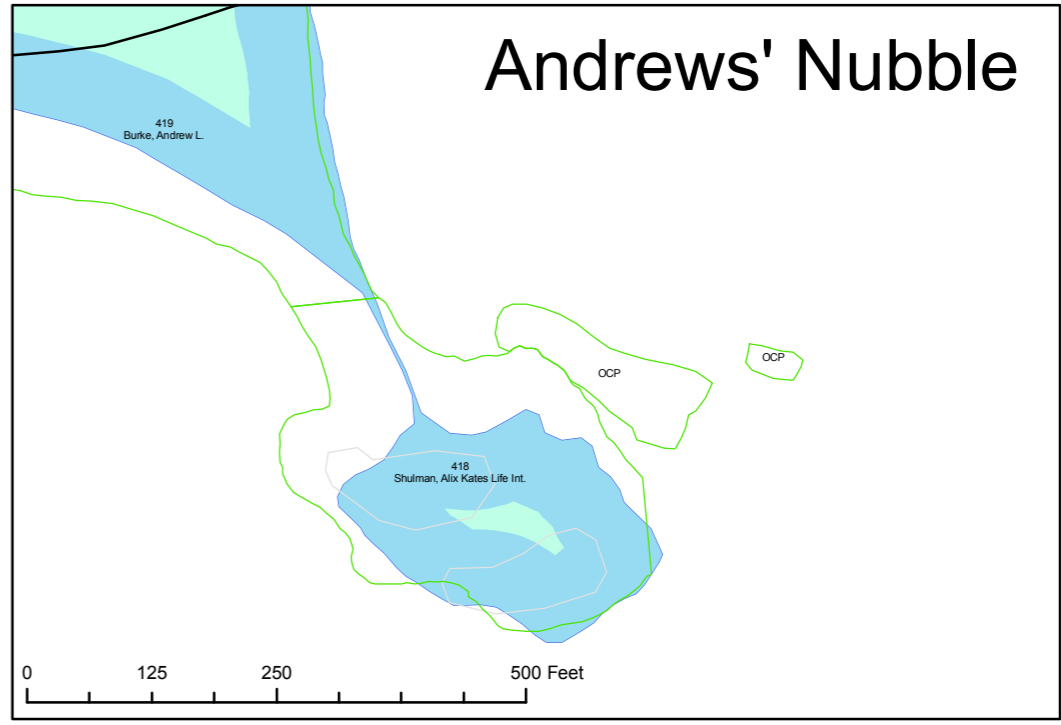 Andrews' Nubble
419
Burke, Andrew L.
OCP
OCP
418
Shulman, Alix Kates Life Int.
0 125 250 500 Feet